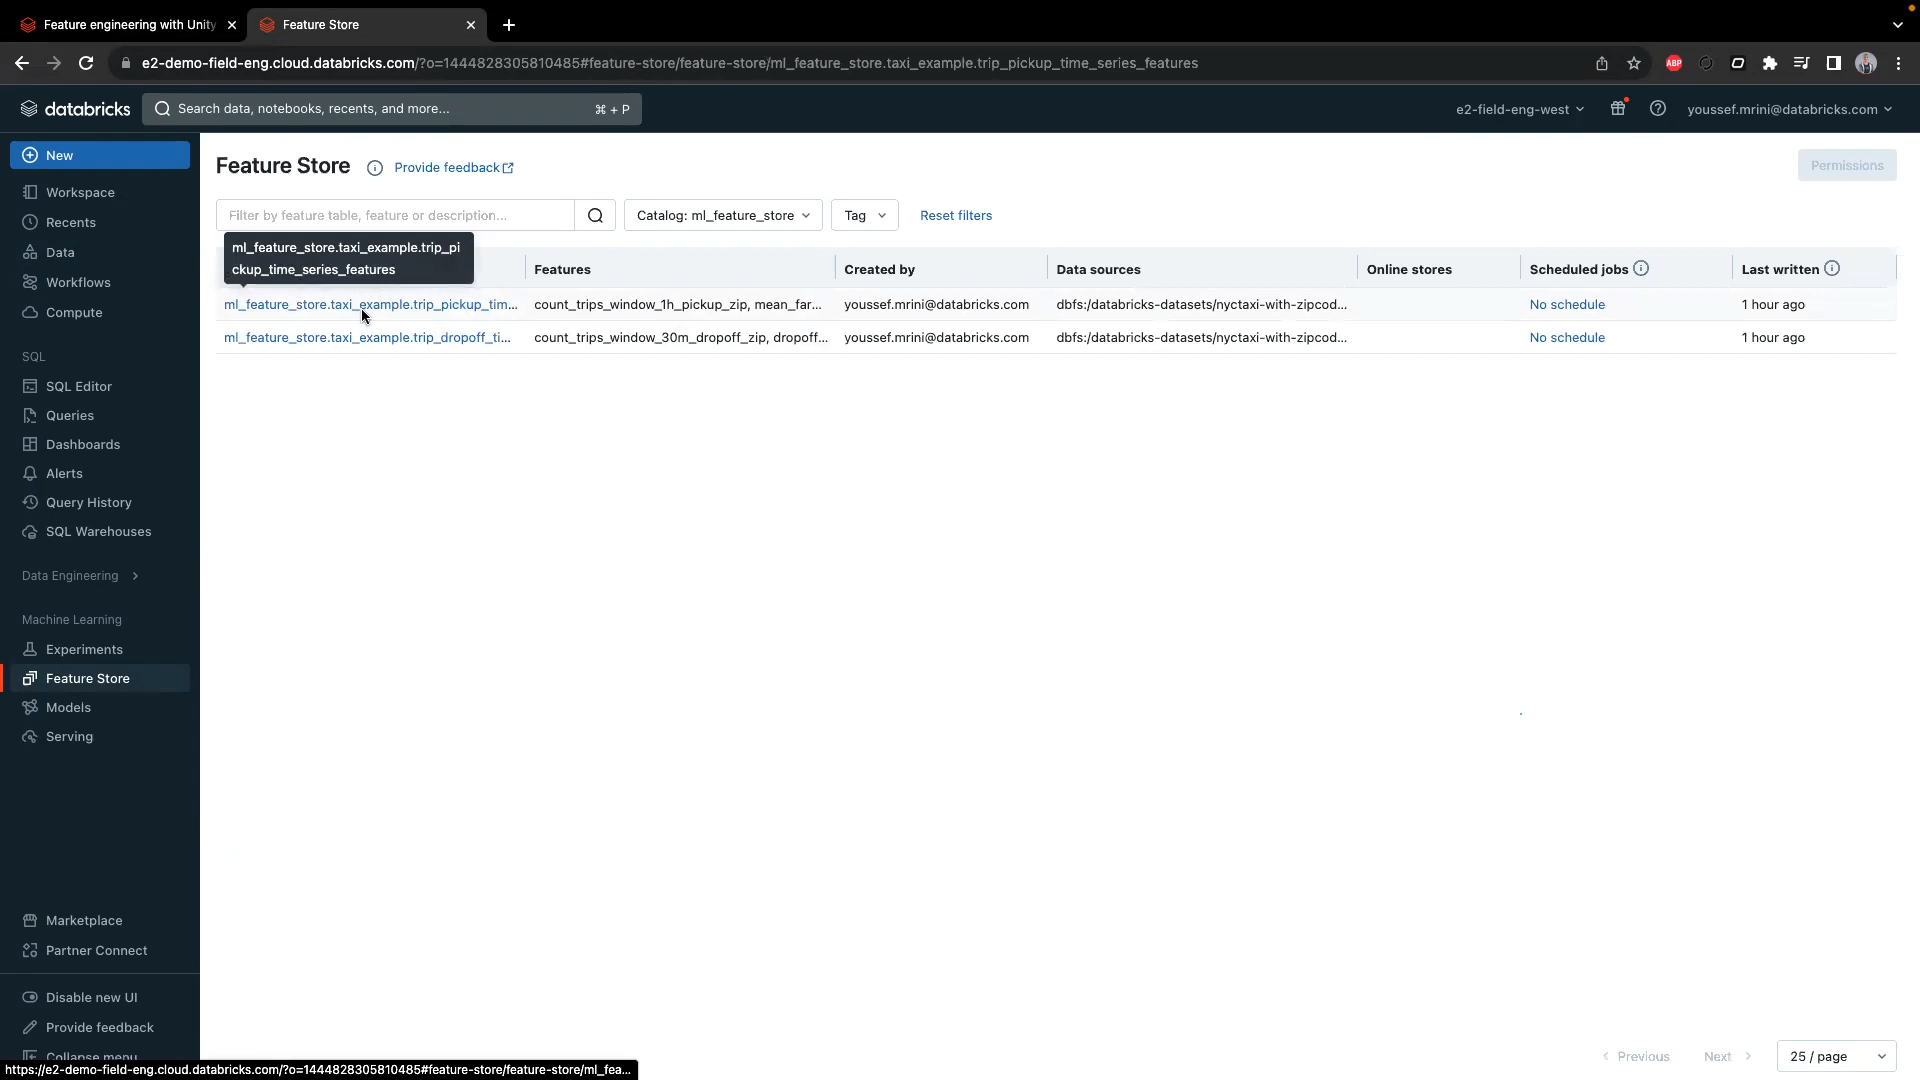 Feature engineering with Unity
Feature Store
e2-demo-field-eng.cloud.databricks.com/?o=1444828305810485#feature-store/feature-store/ml_feature_store.taxi_example.trip_pickup_time_series_features
ABP
databricks
Search data, notebooks, recents, and more...
⌘ + P
e2-field-eng-west
youssef.mrini@databricks.com
New
Workspace
Recents
Data
Workflows
Compute
SQL
SQL Editor
Queries
Dashboards
Alerts
Query History
SQL Warehouses
Data Engineering
Machine Learning
Experiments
Feature Store
Models
Serving
Marketplace
Partner Connect
Disable new UI
Provide feedback
Collapse menu
Feature Store
Provide feedback
Permissions
Filter by feature table, feature or description...
Catalog: ml_feature_store
Tag
Reset filters
ml_feature_store.taxi_example.trip_pi
ckup_time_series_features
Features
Created by
Data sources
Online stores
Scheduled jobs
Last written
ml_feature_store.taxi_example.trip_pickup_tim... count_trips_window_1h_pickup_zip, mean_far... youssef.mrini@databricks.com dbfs:/databricks-datasets/nyctaxi-with-zipcod... No schedule 1 hour ago
ml_feature_store.taxi_example.trip_dropoff_ti... count_trips_window_30m_dropoff_zip, dropoff... youssef.mrini@databricks.com dbfs:/databricks-datasets/nyctaxi-with-zipcod... No schedule 1 hour ago
Previous
Next
25 / page
https://e2-demo-field-eng.cloud.databricks.com/?o=1444828305810485#feature-store/feature-store/ml_fea...